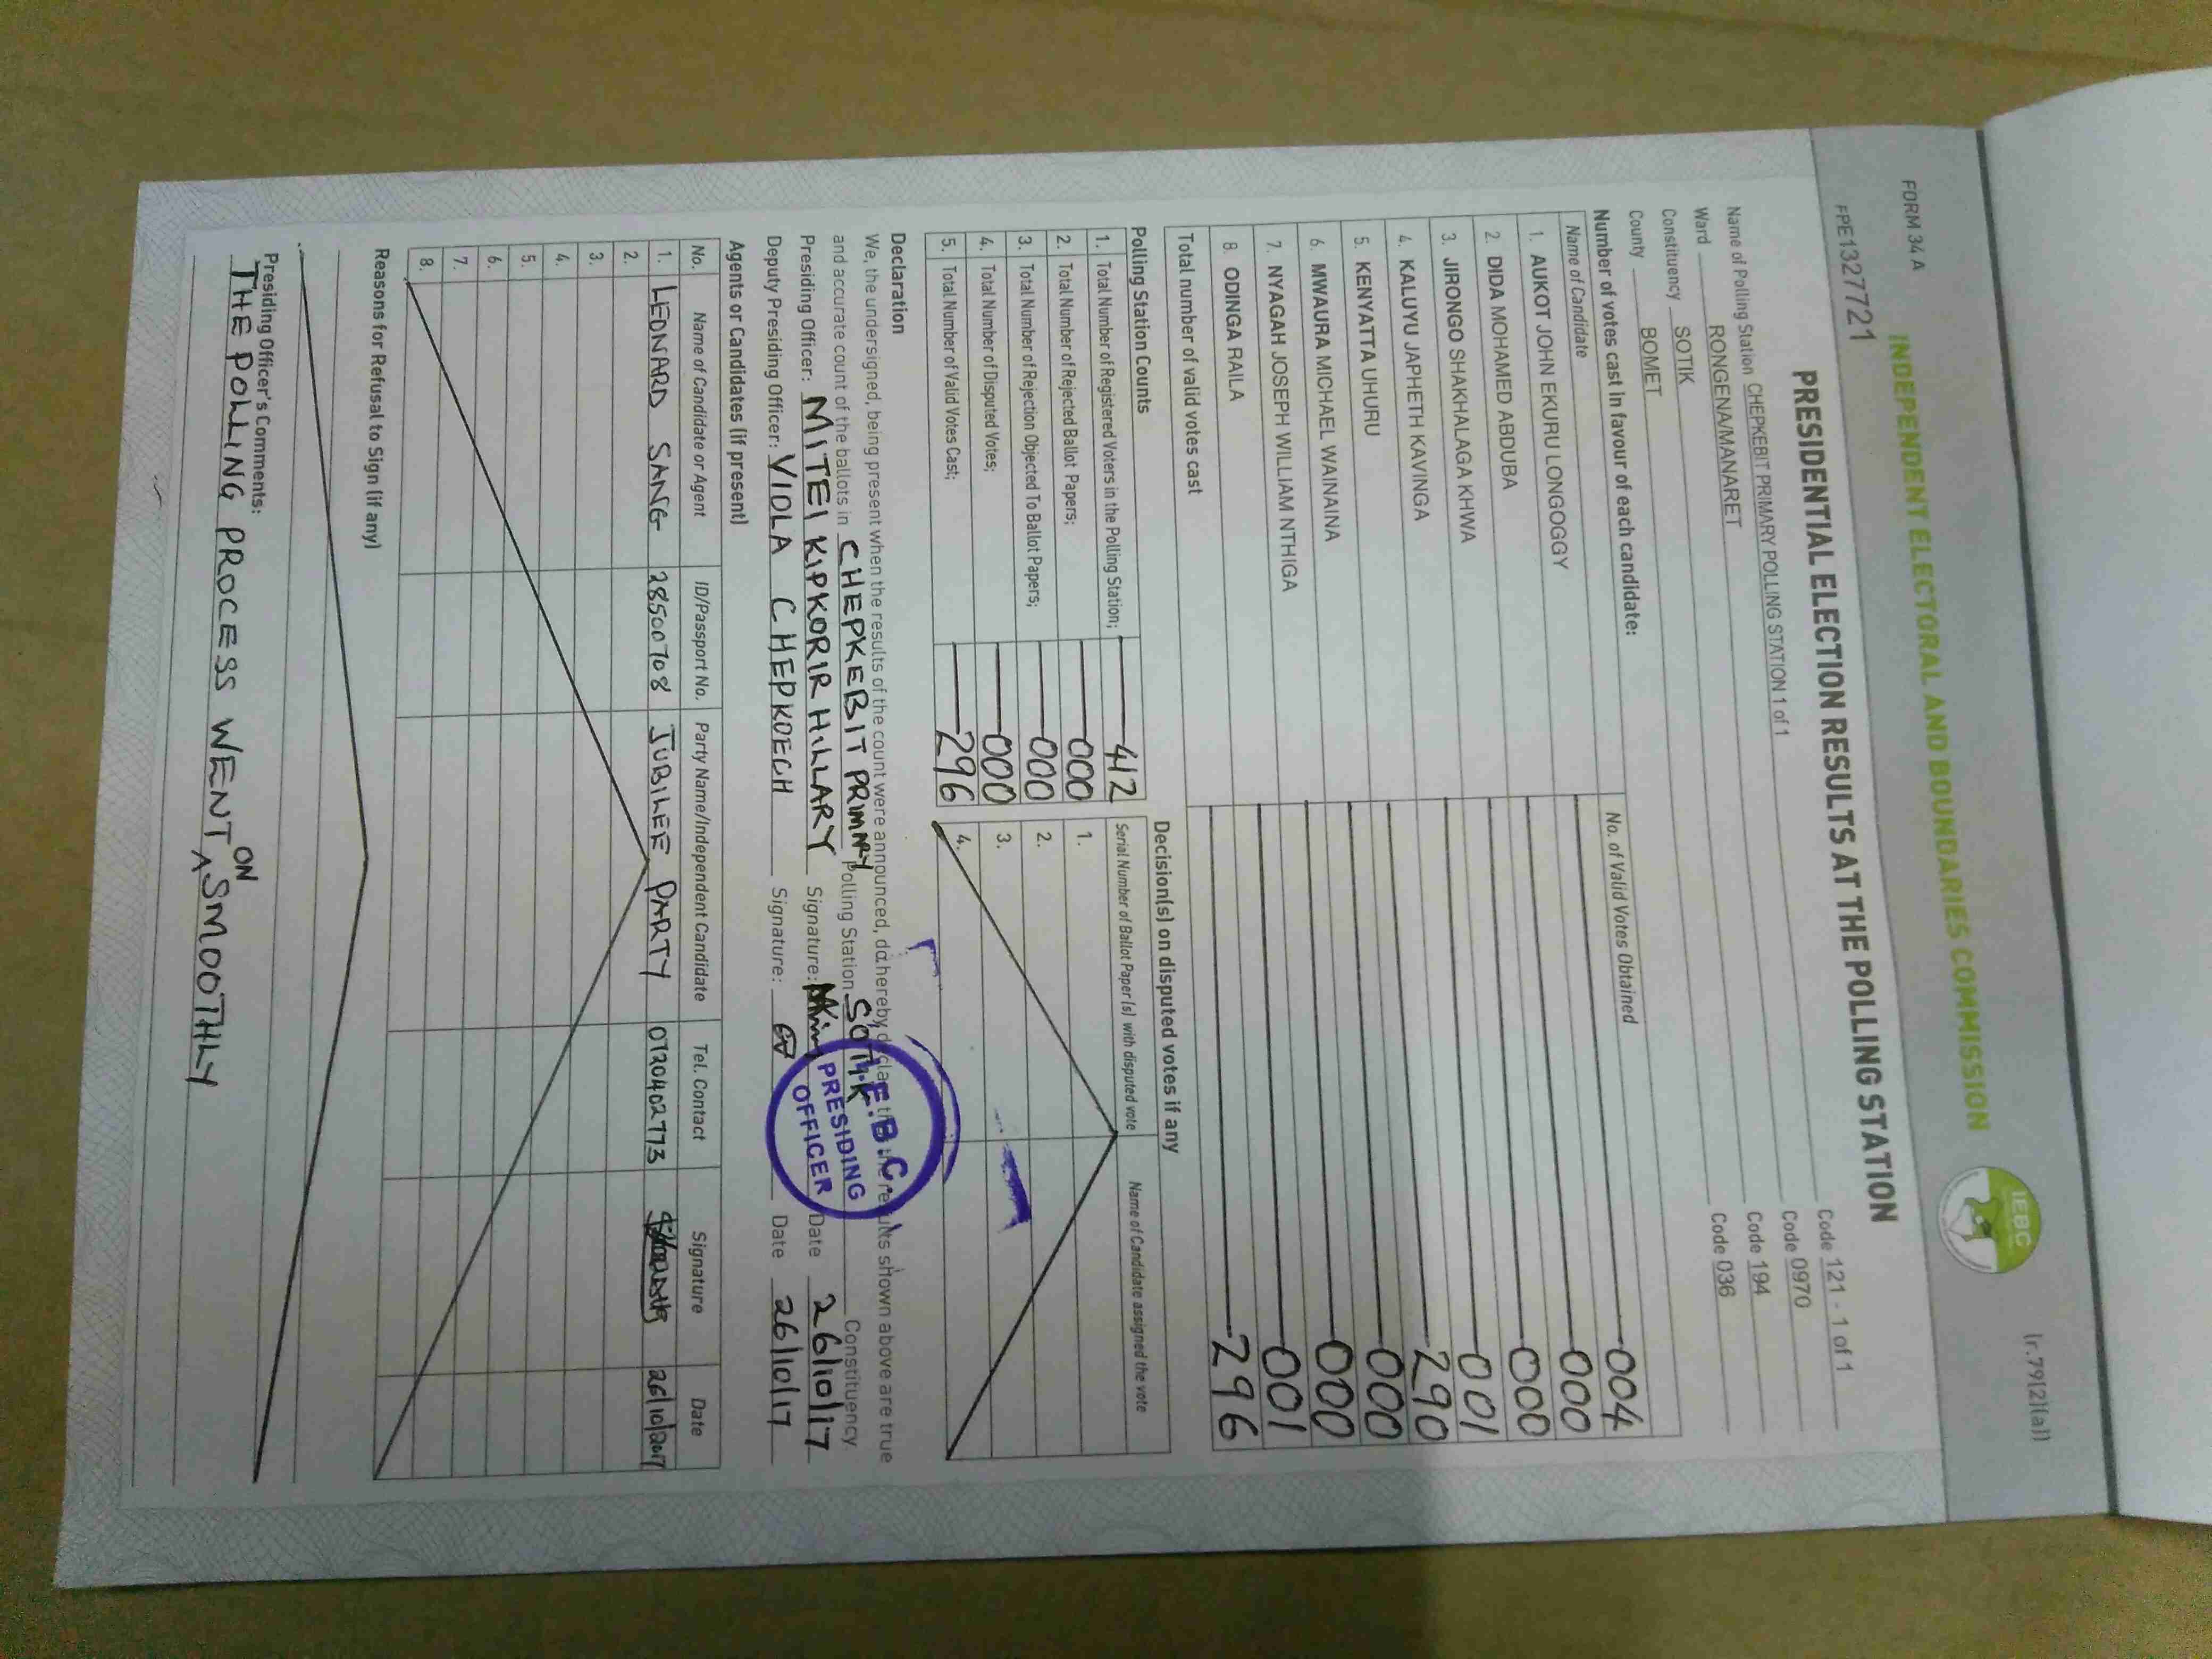 FORM 34 A
(r.79(2)(a))
INDEPENDENT ELECTORAL AND BOUNDARIES COMMISSION
IEBC
FPE1327721
PRESIDENTIAL ELECTION RESULTS AT THE POLLING STATION
Name of Polling Station CHEPKEBIT PRIMARY POLLING STATION 1 of 1 Code 121 - 1 of 1
Ward RONGENA/MANARET Code 0970
Constituency SOTIK Code 194
County BOMET Code 036
Number of votes cast in favour of each candidate:
Name of Candidate No. of Valid Votes Obtained
1. AUKOT JOHN EKURU LONGOGGY 004
2. DIDA MOHAMED ABDUBA 000
3. JIRONGO SHAKHALAGA KHWA 000
4. KALUYU JAPHETH KAVINGA 001
5. KENYATTA UHURU 290
6. MWAURA MICHAEL WAINAINA 000
7. NYAGAH JOSEPH WILLIAM NTHIGA 000
8. ODINGA RAILA 001
Total number of valid votes cast 296
Polling Station Counts
1. Total Number of Registered Voters in the Polling Station; 412
2. Total Number of Rejected Ballot Papers; 000
3. Total Number of Rejection Objected To Ballot Papers; 000
4. Total Number of Disputed Votes; 000
5. Total Number of Valid Votes Cast; 296
Decision(s) on disputed votes if any
Serial Number of Ballot Paper (s) with disputed vote Name of Candidate assigned the vote
1.
2.
3.
4.
Declaration
We, the undersigned, being present when the results of the count were announced, do hereby declare that the results shown above are true
and accurate count of the ballots in CHEPKEBIT PRIMARY Polling Station SOTIK Constituency
Presiding Officer: MITEI KIPKORIR HILLARY Signature: Date 26/10/17
Deputy Presiding Officer: VIOLA CHEPKOECH Signature: Date 26/10/17
I.E.B.C.
PRESIDING
OFFICER
Agents or Candidates (if present)
No. Name of Candidate or Agent ID/Passport No. Party Name/Independent Candidate Tel. Contact Signature Date
1. LEONARD SANG 28500708 JUBILEE PARTY 0720402773 26/10/2017
2.
3.
4.
5.
6.
7.
8.
Reasons for Refusal to Sign (if any)
Presiding Officer's Comments:
THE POLLING PROCESS WENT ON SMOOTHLY